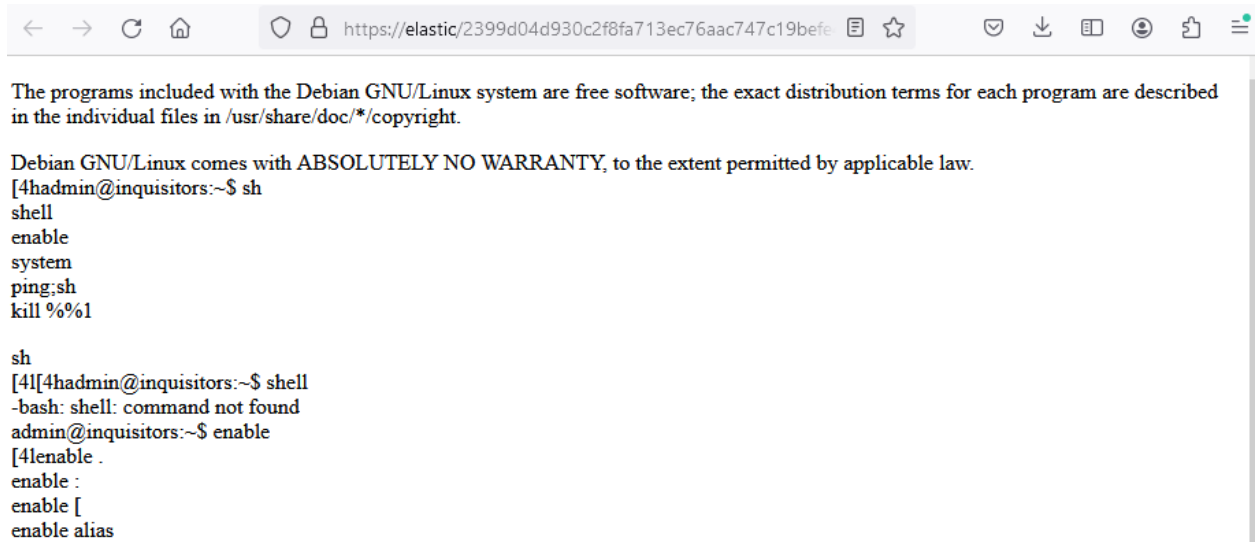 https://elastic/2399d04d930c2f8fa713ec76aac747c19befe
The programs included with the Debian GNU/Linux system are free software; the exact distribution terms for each program are described
in the individual files in /usr/share/doc/*/copyright.
Debian GNU/Linux comes with ABSOLUTELY NO WARRANTY, to the extent permitted by applicable law.
[4hadmin@inquisitors:~$ sh
shell
enable
system
ping;sh
kill %%1
sh
[4l[4hadmin@inquisitors:~$ shell
-bash: shell: command not found
admin@inquisitors:~$ enable
[4lenable .
enable :
enable [
enable alias